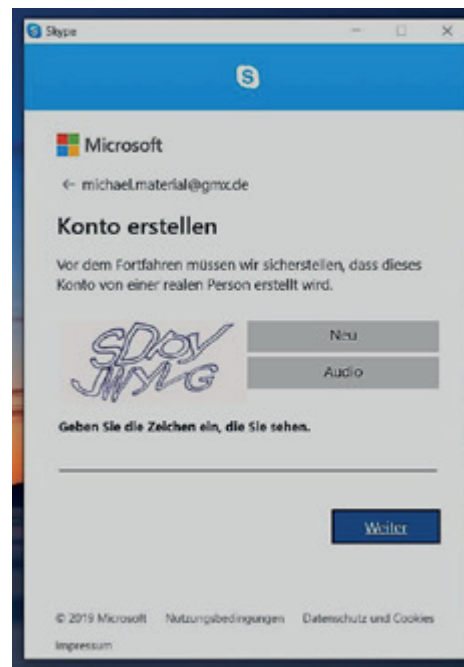 Skype
Microsoft
← michael.material@gmx.de
Konto erstellen
Vor dem Fortfahren müssen wir sicherstellen, dass dieses
Konto von einer realen Person erstellt wird.
Neu
Audio
Geben Sie die Zeichen ein, die Sie sehen.
Weiter
© 2019 Microsoft Nutzungsbedingungen Datenschutz und Cookies
Impressum